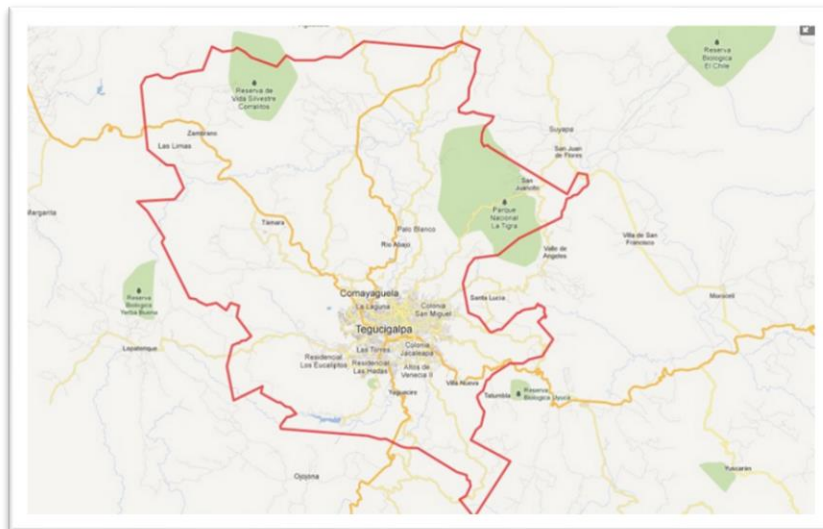 Reserva
Biologica
El Chile
Reserva de
Vida Silvestre
Corralitos
Zambrano
Las Limas
Suyapa
San Juan
de Flores
San
Juancito
Parque
Nacional
La Tigra
Margarita
Támara
Palo Blanco
Río Abajo
Villa de San
Francisco
Valle de
Angeles
Reserva
Biologica
Yerba Buena
Comayaguela
La Laguna
Colonia
San Miguel
Santa Lucia
Morocelí
Tegucigalpa
Lepaterique
Las Torres
Colonia
Jacaleapa
Residencial
Los Eucaliptos
Residencial
Las Hadas
Altos de
Venecia II
Villa Nueva
Yaguacire
Tatumbla
Reserva
Biologica Uyuca
Ojojona
Yuscarán